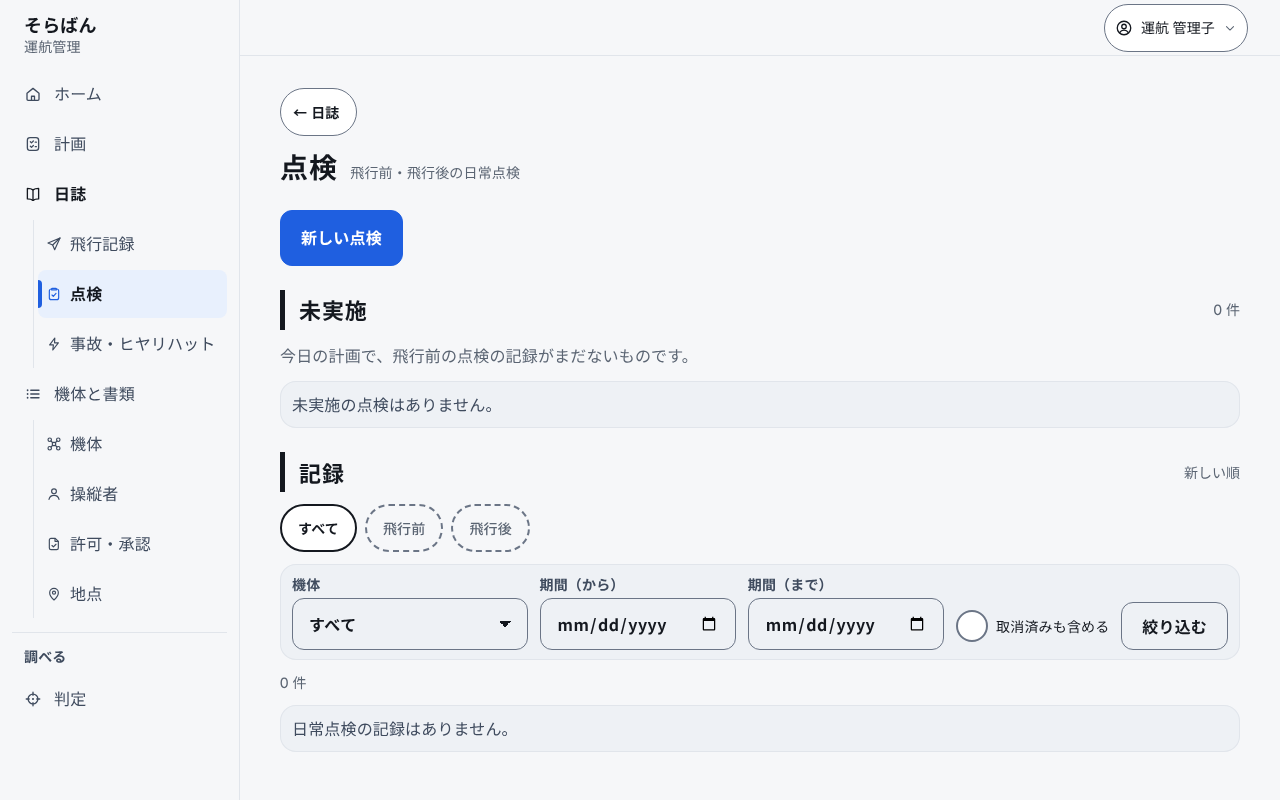 そらばん
運航管理
ホーム
計画
日誌
飛行記録
点検
事故・ヒヤリハット
機体と書類
機体
操縦者
許可・承認
地点
調べる
判定
運航 管理子
← 日誌
点検 飛行前・飛行後の日常点検
新しい点検
未実施 0 件
今日の計画で、飛行前の点検の記録がまだないものです。
未実施の点検はありません。
記録 新しい順
すべて 飛行前 飛行後
機体 期間（から） 期間（まで）
すべて mm/dd/yyyy mm/dd/yyyy 取消済みも含める 絞り込む
0 件
日常点検の記録はありません。